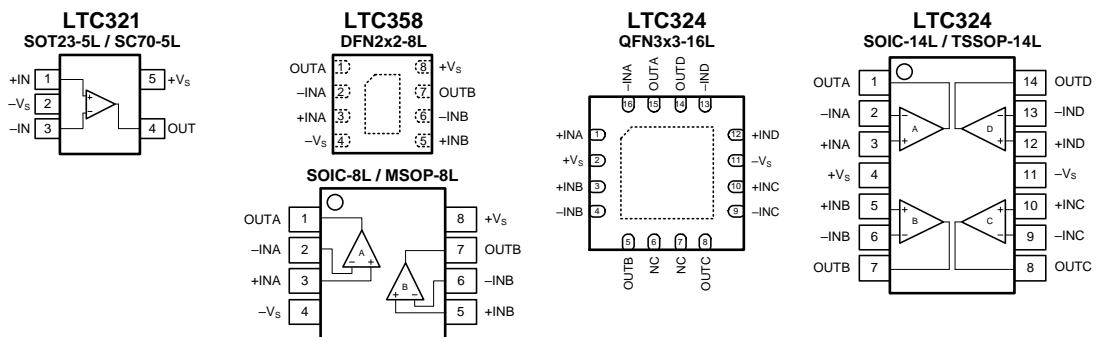 LTC321
SOT23-5L / SC70-5L
+IN 1
–VS 2
–IN 3
5 +VS
4 OUT
+
–
LTC358
DFN2x2-8L
OUTA 1
–INA 2
+INA 3
–VS 4
8 +VS
7 OUTB
6 –INB
5 +INB
SOIC-8L / MSOP-8L
OUTA 1
–INA 2
+INA 3
–VS 4
8 +VS
7 OUTB
6 –INB
5 +INB
A
– +
B
+ –
LTC324
QFN3x3-16L
–INA OUTA OUTD –IND
16 15 14 13
+INA 1
+VS 2
+INB 3
–INB 4
12 +IND
11 –VS
10 +INC
9 –INC
5 6 7 8
OUTB NC NC OUTC
LTC324
SOIC-14L / TSSOP-14L
OUTA 1
–INA 2
+INA 3
+VS 4
+INB 5
–INB 6
OUTB 7
14 OUTD
13 –IND
12 +IND
11 –VS
10 +INC
9 –INC
8 OUTC
– A D –
+ +
+ B C +
– –